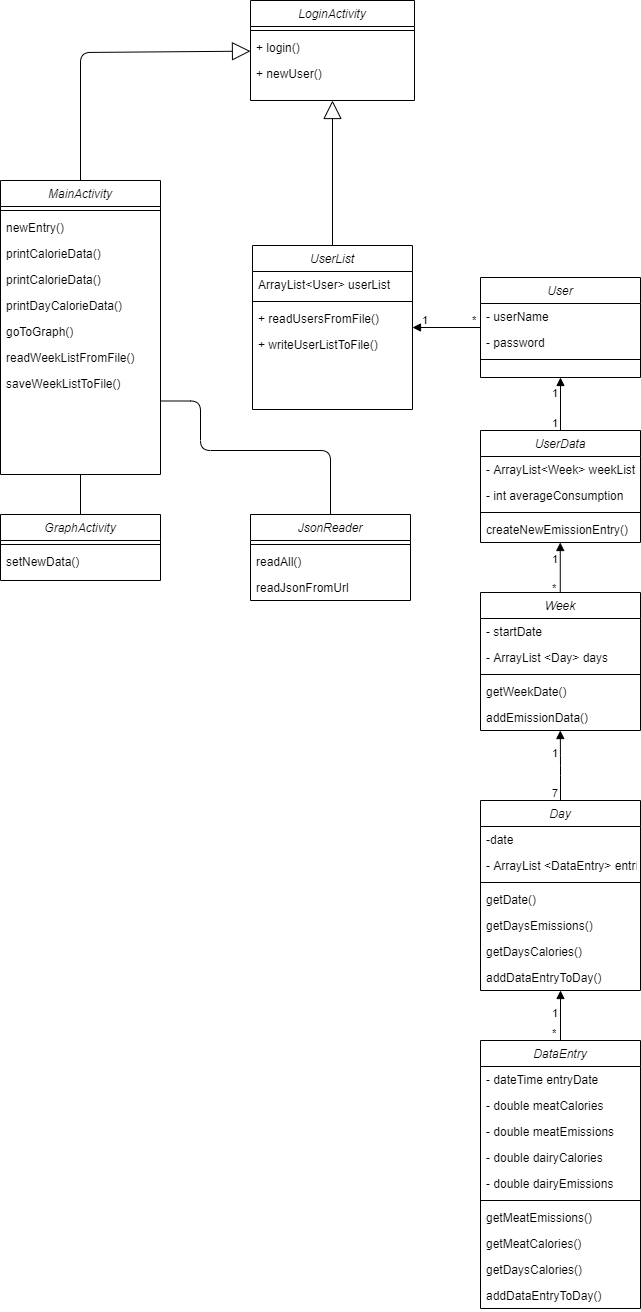 LoginActivity
+ login()
+ newUser()
MainActivity
newEntry()
printCalorieData()
printCalorieData()
printDayCalorieData()
goToGraph()
readWeekListFromFile()
saveWeekListToFile()
UserList
ArrayList<User> userList
+ readUsersFromFile()
+ writeUserListToFile()
1
*
User
- userName
- password
1
1
UserData
- ArrayList<Week> weekList
- int averageConsumption
createNewEmissionEntry()
GraphActivity
setNewData()
JsonReader
readAll()
readJsonFromUrl
1
*
Week
- startDate
- ArrayList <Day> days
getWeekDate()
addEmissionData()
1
7
Day
-date
- ArrayList <DataEntry> entri
getDate()
getDaysEmissions()
getDaysCalories()
addDataEntryToDay()
1
*
DataEntry
- dateTime entryDate
- double meatCalories
- double meatEmissions
- double dairyCalories
- double dairyEmissions
getMeatEmissions()
getMeatCalories()
getDaysCalories()
addDataEntryToDay()